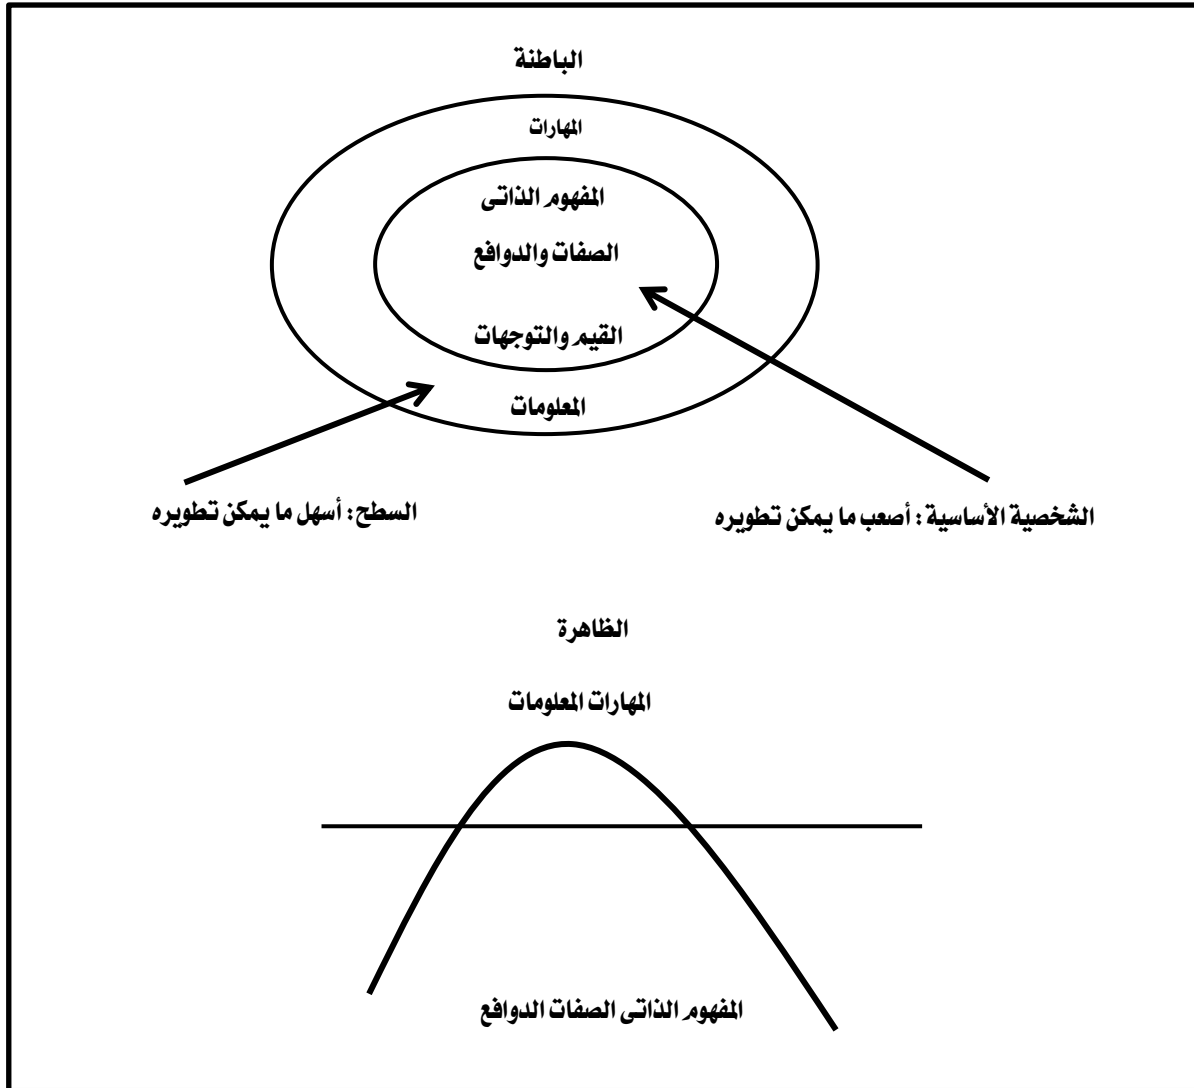 الباطنة
المهارات
المفهوم الذاتى
الصفات والدوافع
القيم والتوجهات
المعلومات
السطح: أسهل ما يمكن تطويره
الشخصية الأساسية : أصعب ما يمكن تطويره
الظاهرة
المهارات المعلومات
المفهوم الذاتى الصفات الدوافع